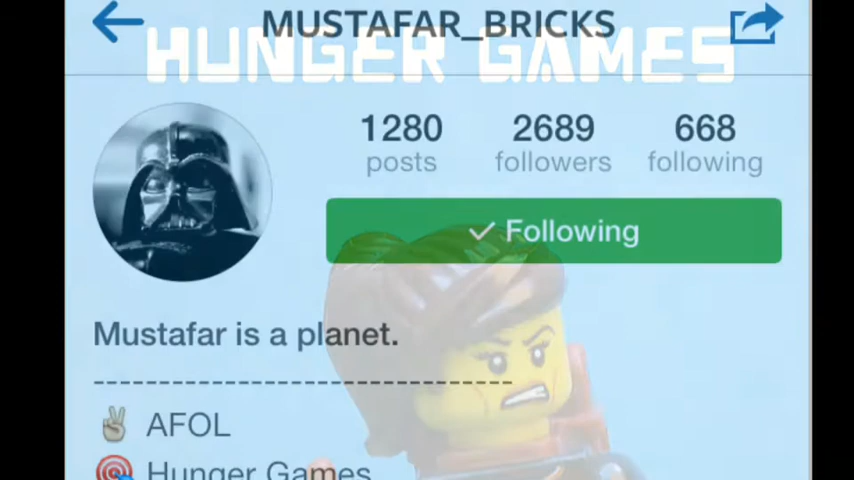 MUSTAFAR_BRICKS
HUNGER GAMES
1280 2689 668
posts followers following
Following
Mustafar is a planet.
--------------------------------
AFOL
Hunger Games